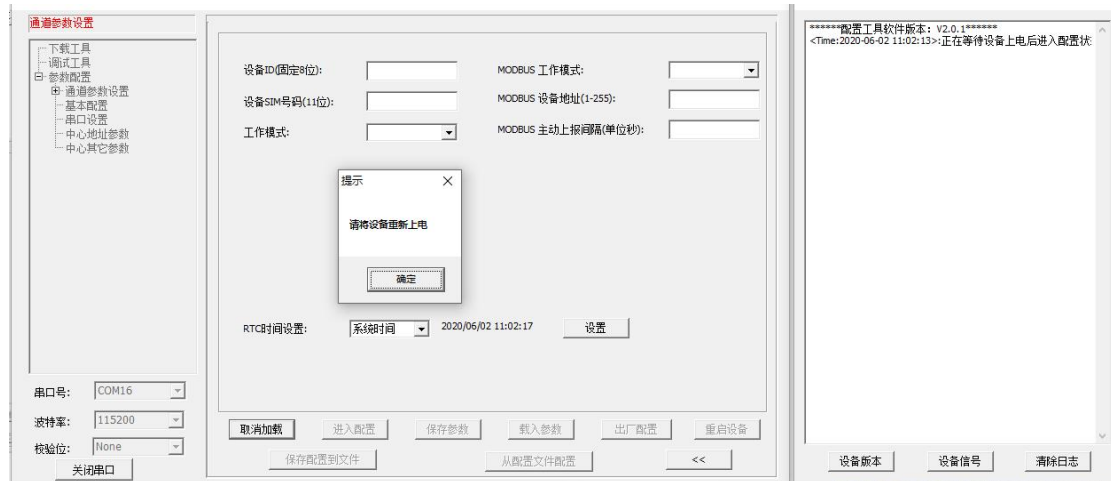 通道参数设置
下载工具
调试工具
参数配置
通道参数设置
基本配置
串口设置
中心地址参数
中心其它参数
串口号: COM16
波特率: 115200
校验位: None
关闭串口
设备ID(固定8位):
MODBUS 工作模式:
设备SIM号码(11位):
MODBUS 设备地址(1-255):
工作模式:
MODBUS 主动上报间隔(单位秒):
提示
请将设备重新上电
确定
RTC时间设置: 系统时间 2020/06/02 11:02:17 设置
取消加载 进入配置 保存参数 载入参数 出厂配置 重启设备
保存配置到文件 从配置文件配置 <<
******配置工具软件版本: V2.0.1******
<Time:2020-06-02 11:02:13>:正在等待设备上电后进入配置状
设备版本 设备信号 清除日志